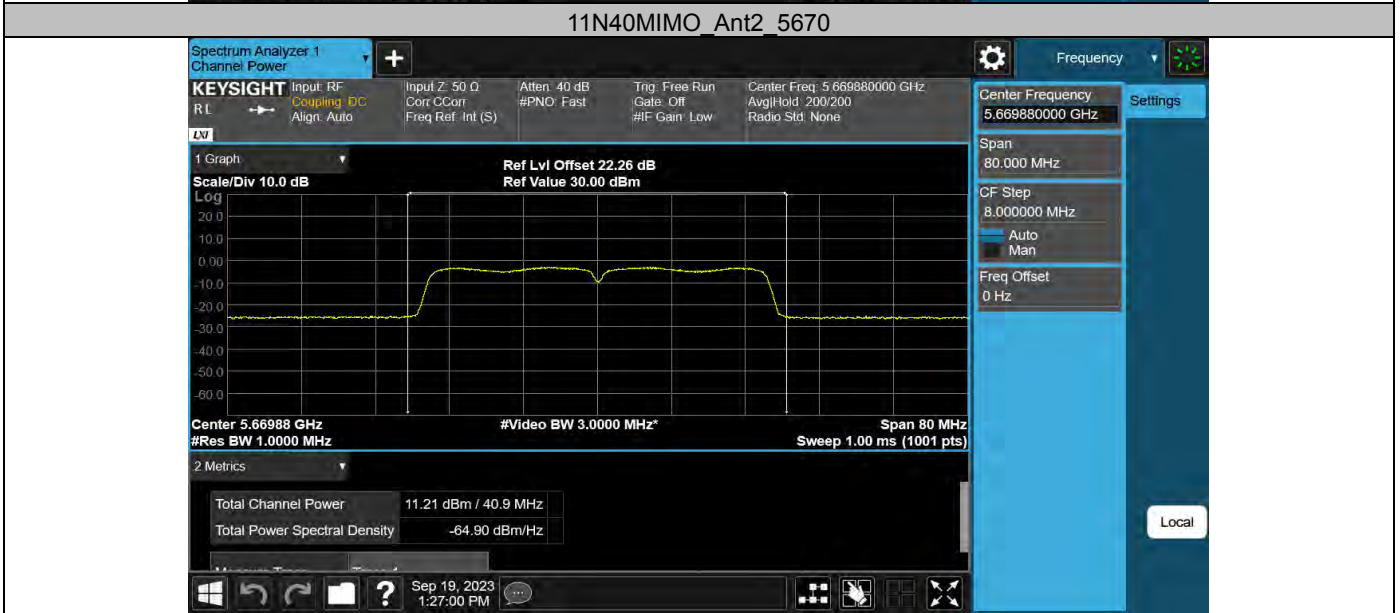 11N40MIMO_Ant2_5670
Spectrum Analyzer 1
Channel Power
+
Frequency
KEYSIGHT
RL
LXI
Input: RF
Coupling: DC
Align: Auto
Input Z: 50 Ω
Corr CCorr
Freq Ref: Int (S)
Atten: 40 dB
#PNO: Fast
Trig: Free Run
Gate: Off
#IF Gain: Low
Center Freq: 5.669880000 GHz
Avg|Hold: 200/200
Radio Std: None
Center Frequency
5.669880000 GHz
Settings
Span
80.000 MHz
CF Step
8.000000 MHz
Auto
Man
Freq Offset
0 Hz
1 Graph
Scale/Div 10.0 dB
Ref Lvl Offset 22.26 dB
Ref Value 30.00 dBm
Log
20.0
10.0
0.00
-10.0
-20.0
-30.0
-40.0
-50.0
-60.0
Center 5.66988 GHz
#Video BW 3.0000 MHz*
Span 80 MHz
#Res BW 1.0000 MHz
Sweep 1.00 ms (1001 pts)
2 Metrics
Total Channel Power 11.21 dBm / 40.9 MHz
Total Power Spectral Density -64.90 dBm/Hz
Local
?
Sep 19, 2023
1:27:00 PM